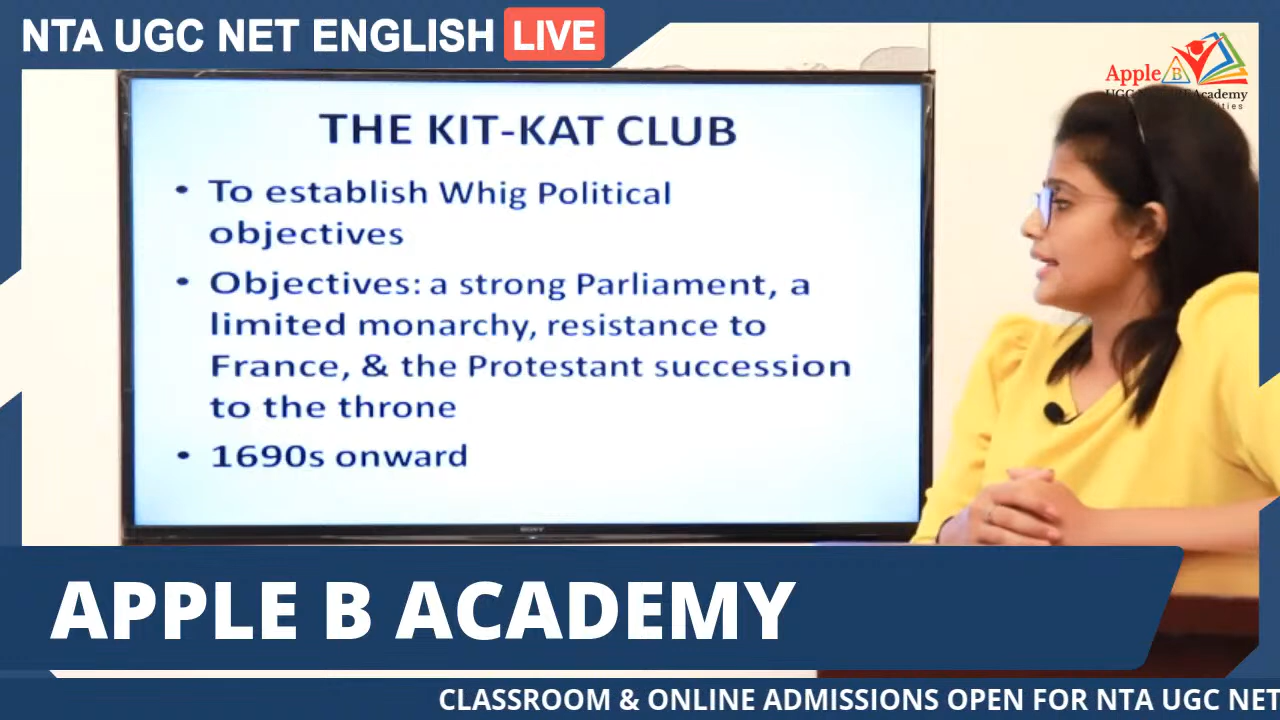 NTA UGC NET ENGLISH LIVE
Apple B
Academy
THE KIT-KAT CLUB
• To establish Whig Political
objectives
• Objectives: a strong Parliament, a
limited monarchy, resistance to
France, & the Protestant succession
to the throne
• 1690s onward
SONY
APPLE B ACADEMY
CLASSROOM & ONLINE ADMISSIONS OPEN FOR NTA UGC NET